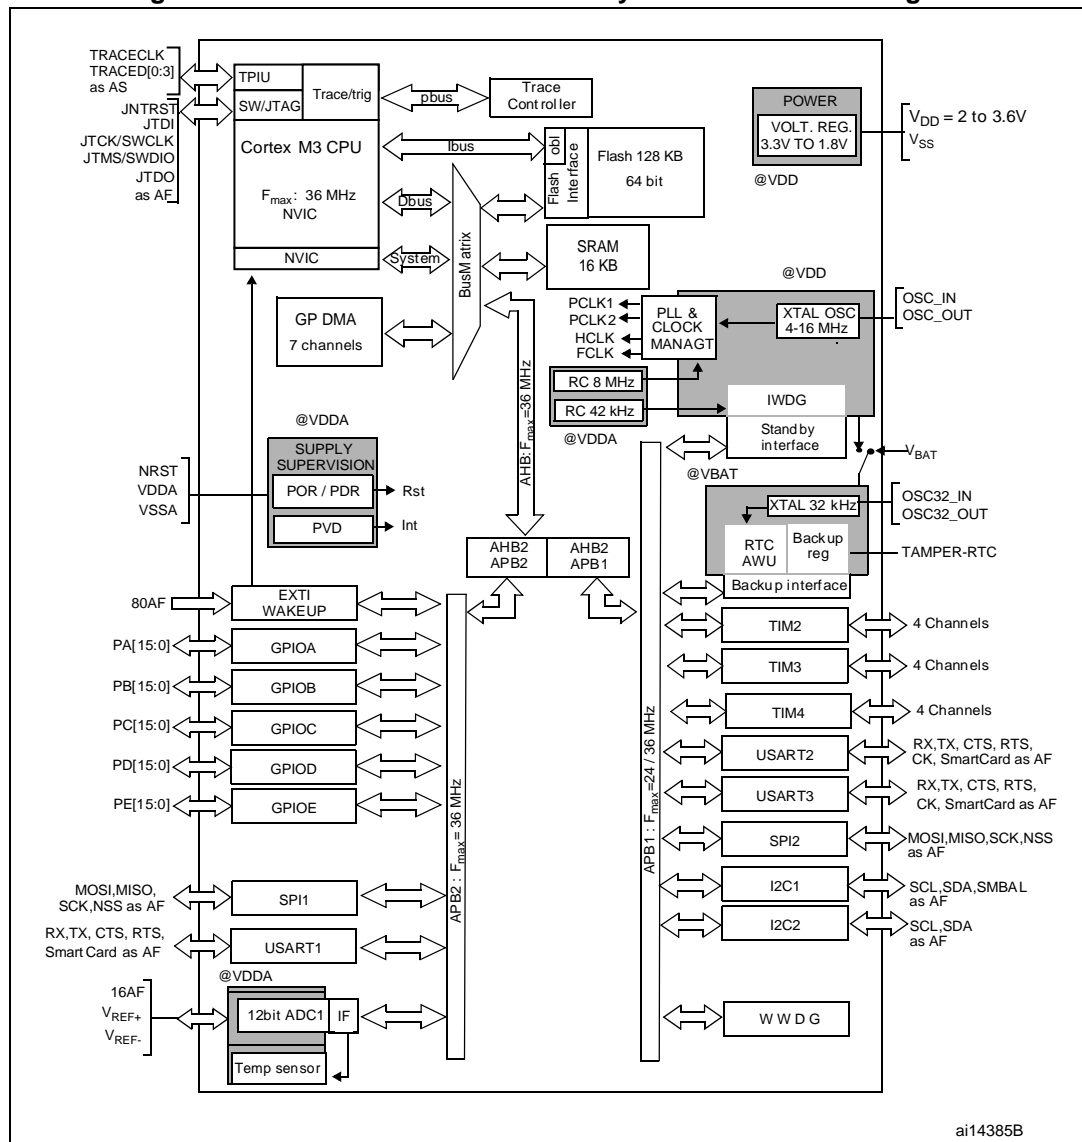 TRACECLK
TRACED[0:3]
as AS
JNTRST
JTDI
JTCK/SWCLK
JTMS/SWDIO
JTDO
as AF
TPIU
SW/JTAG
Trace/trig
Cortex M3 CPU
Fmax: 36 MHz
NVIC
NVIC
pbus
Trace
Controller
Ibus
Dbus
System
BusMatrix
Flash
obl
Interface
Flash 128 KB
64 bit
SRAM
16 KB
GP DMA
7 channels
AHB: Fmax=36 MHz
POWER
VOLT. REG.
3.3V TO 1.8V
@VDD
VDD = 2 to 3.6V
VSS
@VDD
PCLK1
PCLK2
HCLK
FCLK
PLL &
CLOCK
MANAGT
XTAL OSC
4-16 MHz
OSC_IN
OSC_OUT
RC 8 MHz
RC 42 kHz
@VDDA
IWDG
Standby
interface
VBAT
@VBAT
XTAL 32 kHz
OSC32_IN
OSC32_OUT
RTC
AWU
Backup
reg
TAMPER-RTC
Backup interface
@VDDA
SUPPLY
SUPERVISION
NRST
VDDA
VSSA
POR / PDR
Rst
PVD
Int
AHB2
APB2
AHB2
APB1
80AF
EXTI
WAKEUP
PA[15:0]
GPIOA
PB[15:0]
GPIOB
PC[15:0]
GPIOC
PD[15:0]
GPIOD
PE[15:0]
GPIOE
MOSI,MISO,
SCK,NSS as AF
SPI1
RX,TX, CTS, RTS,
SmartCard as AF
USART1
@VDDA
16AF
VREF+
VREF-
12bit ADC1
IF
Temp sensor
APB2 : Fmax= 36 MHz
APB1 : Fmax=24 / 36 MHz
TIM2
4 Channels
TIM3
4 Channels
TIM4
4 Channels
USART2
RX,TX, CTS, RTS,
CK, SmartCard as AF
USART3
RX,TX, CTS, RTS,
CK, SmartCard as AF
SPI2
MOSI,MISO,SCK,NSS
as AF
I2C1
SCL,SDA,SMBAL
as AF
I2C2
SCL,SDA
as AF
WWDG
ai14385B